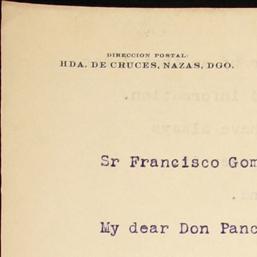 DIRECCION POSTAL:
HDA. DE CRUCES, NAZAS, DGO.
Sr Francisco Gom
My dear Don Panc